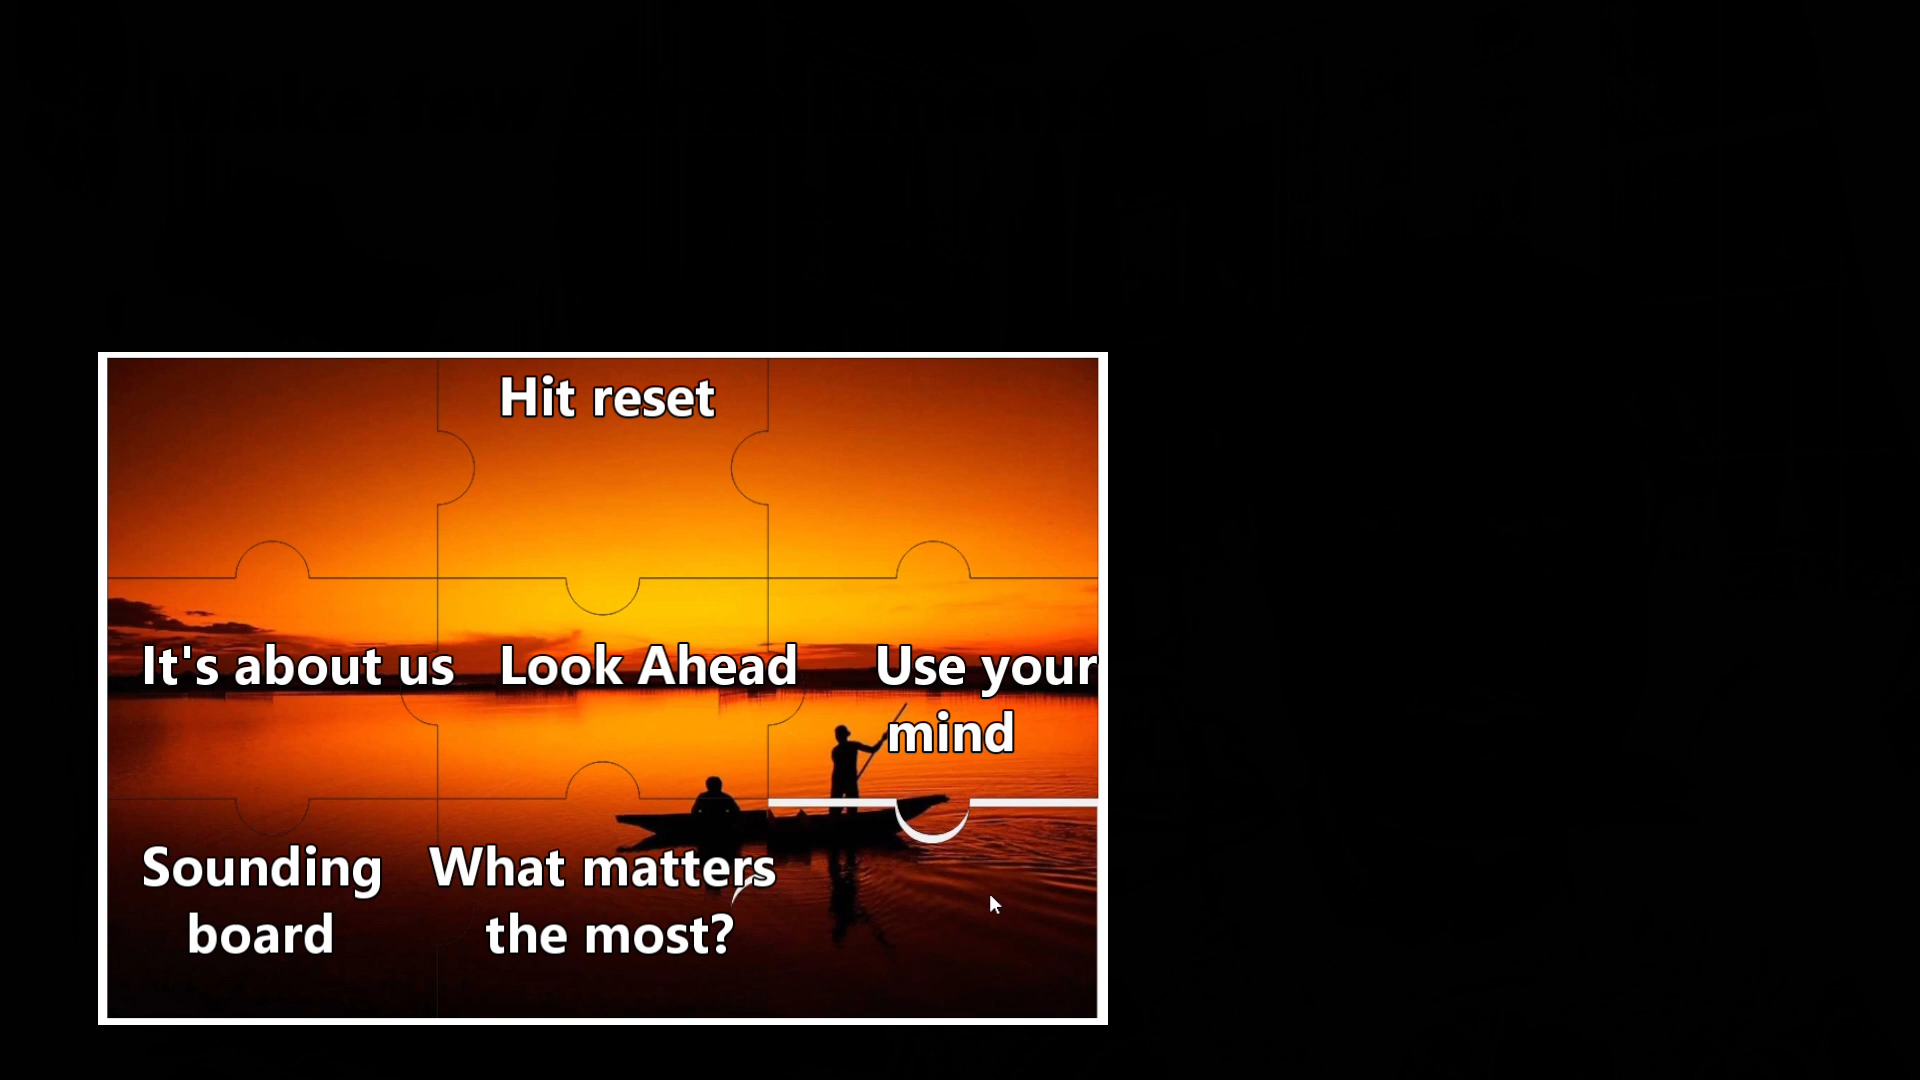 Hit reset
It's about us
Look Ahead
Use your
mind
Sounding
board
What matters
the most?